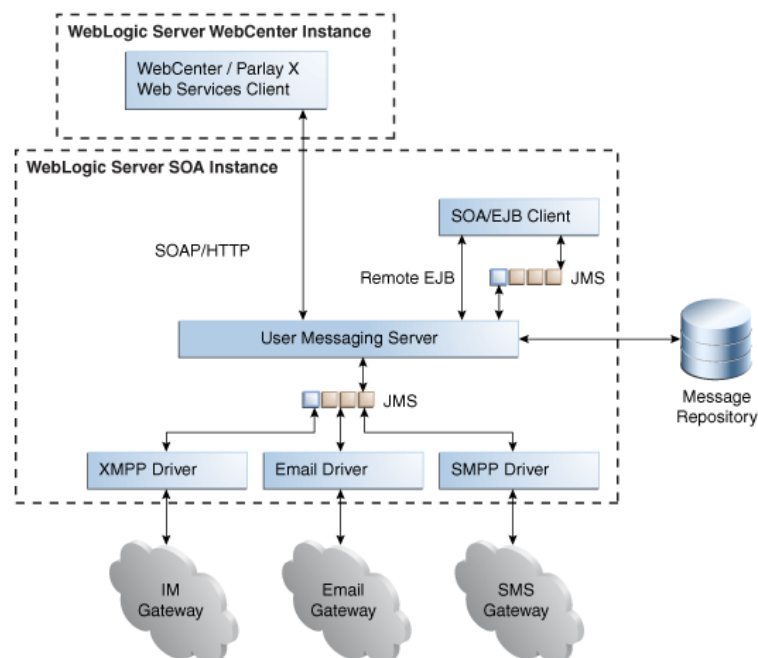 WebLogic Server WebCenter Instance
WebCenter / Parlay X
Web Services Client
WebLogic Server SOA Instance
SOA/EJB Client
SOAP/HTTP
Remote EJB
JMS
User Messaging Server
Message
Repository
JMS
XMPP Driver
Email Driver
SMPP Driver
IM
Gateway
Email
Gateway
SMS
Gateway